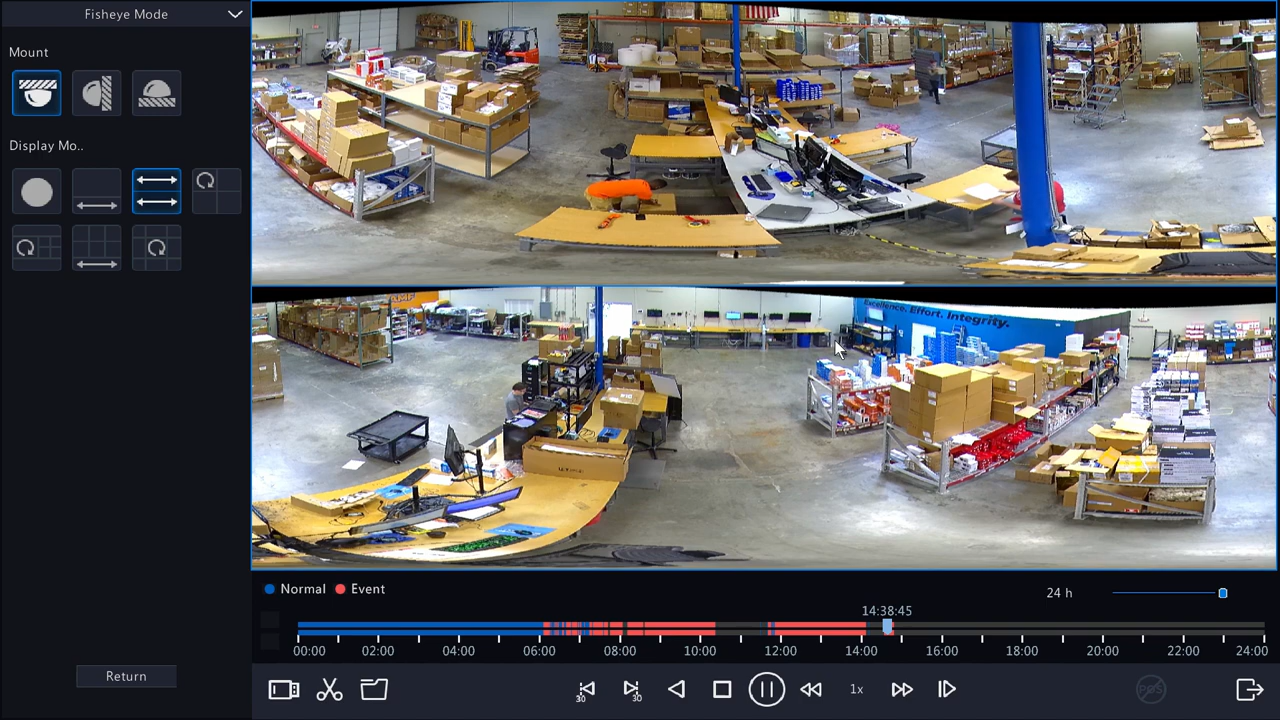 Fisheye Mode
Mount
Display Mo..
AMF
Excellence. Effort. Integrity.
Normal
Event
24 h
14:38:45
00:00 02:00 04:00 06:00 08:00 10:00 12:00 14:00 16:00 18:00 20:00 22:00 24:00
Return
30
30
1x
POS